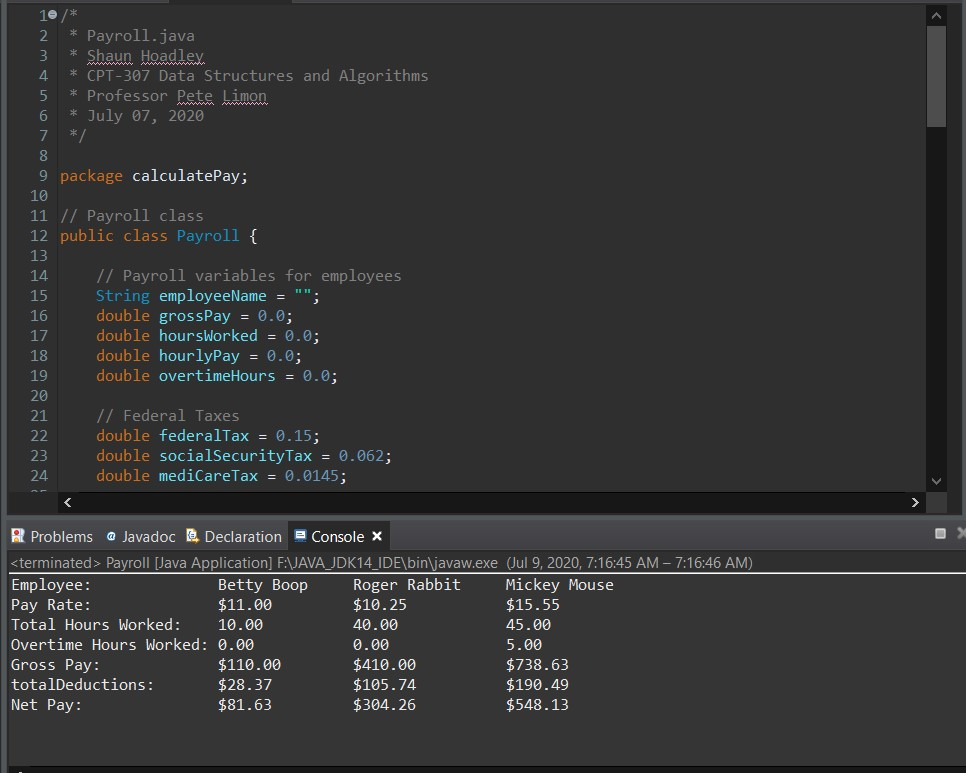 1 /*
2 * Payroll.java
3 * Shaun Hoadley
4 * CPT-307 Data Structures and Algorithms
5 * Professor Pete Limon
6 * July 07, 2020
7 */
8
9 package calculatePay;
10
11 // Payroll class
12 public class Payroll {
13
14 // Payroll variables for employees
15 String employeeName = "";
16 double grossPay = 0.0;
17 double hoursWorked = 0.0;
18 double hourlyPay = 0.0;
19 double overtimeHours = 0.0;
20
21 // Federal Taxes
22 double federalTax = 0.15;
23 double socialSecurityTax = 0.062;
24 double mediCareTax = 0.0145;
Problems @ Javadoc Declaration Console
<terminated> Payroll [Java Application] F:\JAVA_JDK14_IDE\bin\javaw.exe (Jul 9, 2020, 7:16:45 AM – 7:16:46 AM)
Employee: Betty Boop Roger Rabbit Mickey Mouse
Pay Rate: $11.00 $10.25 $15.55
Total Hours Worked: 10.00 40.00 45.00
Overtime Hours Worked: 0.00 0.00 5.00
Gross Pay: $110.00 $410.00 $738.63
totalDeductions: $28.37 $105.74 $190.49
Net Pay: $81.63 $304.26 $548.13